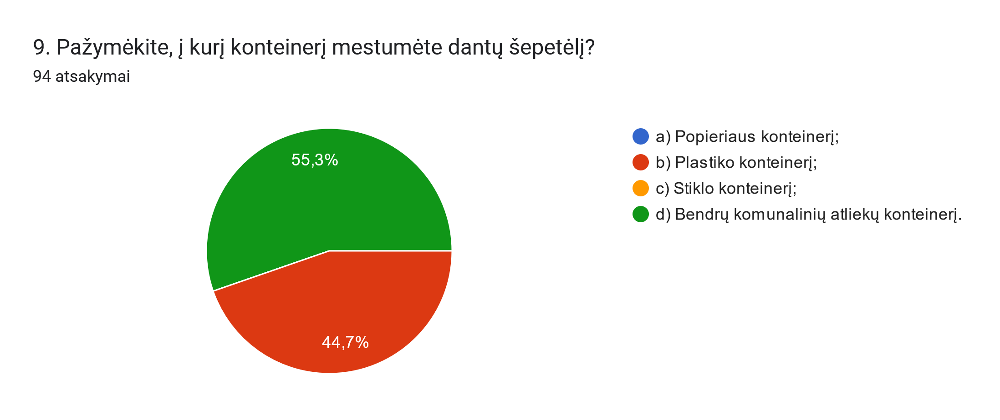 9. Pažymėkite, į kurį konteinerį mestumėte dantų šepetėlį?
94 atsakymai
55,3%
44,7%
a) Popieriaus konteinerį;
b) Plastiko konteinerį;
c) Stiklo konteinerį;
d) Bendrų komunalinių atliekų konteinerį.